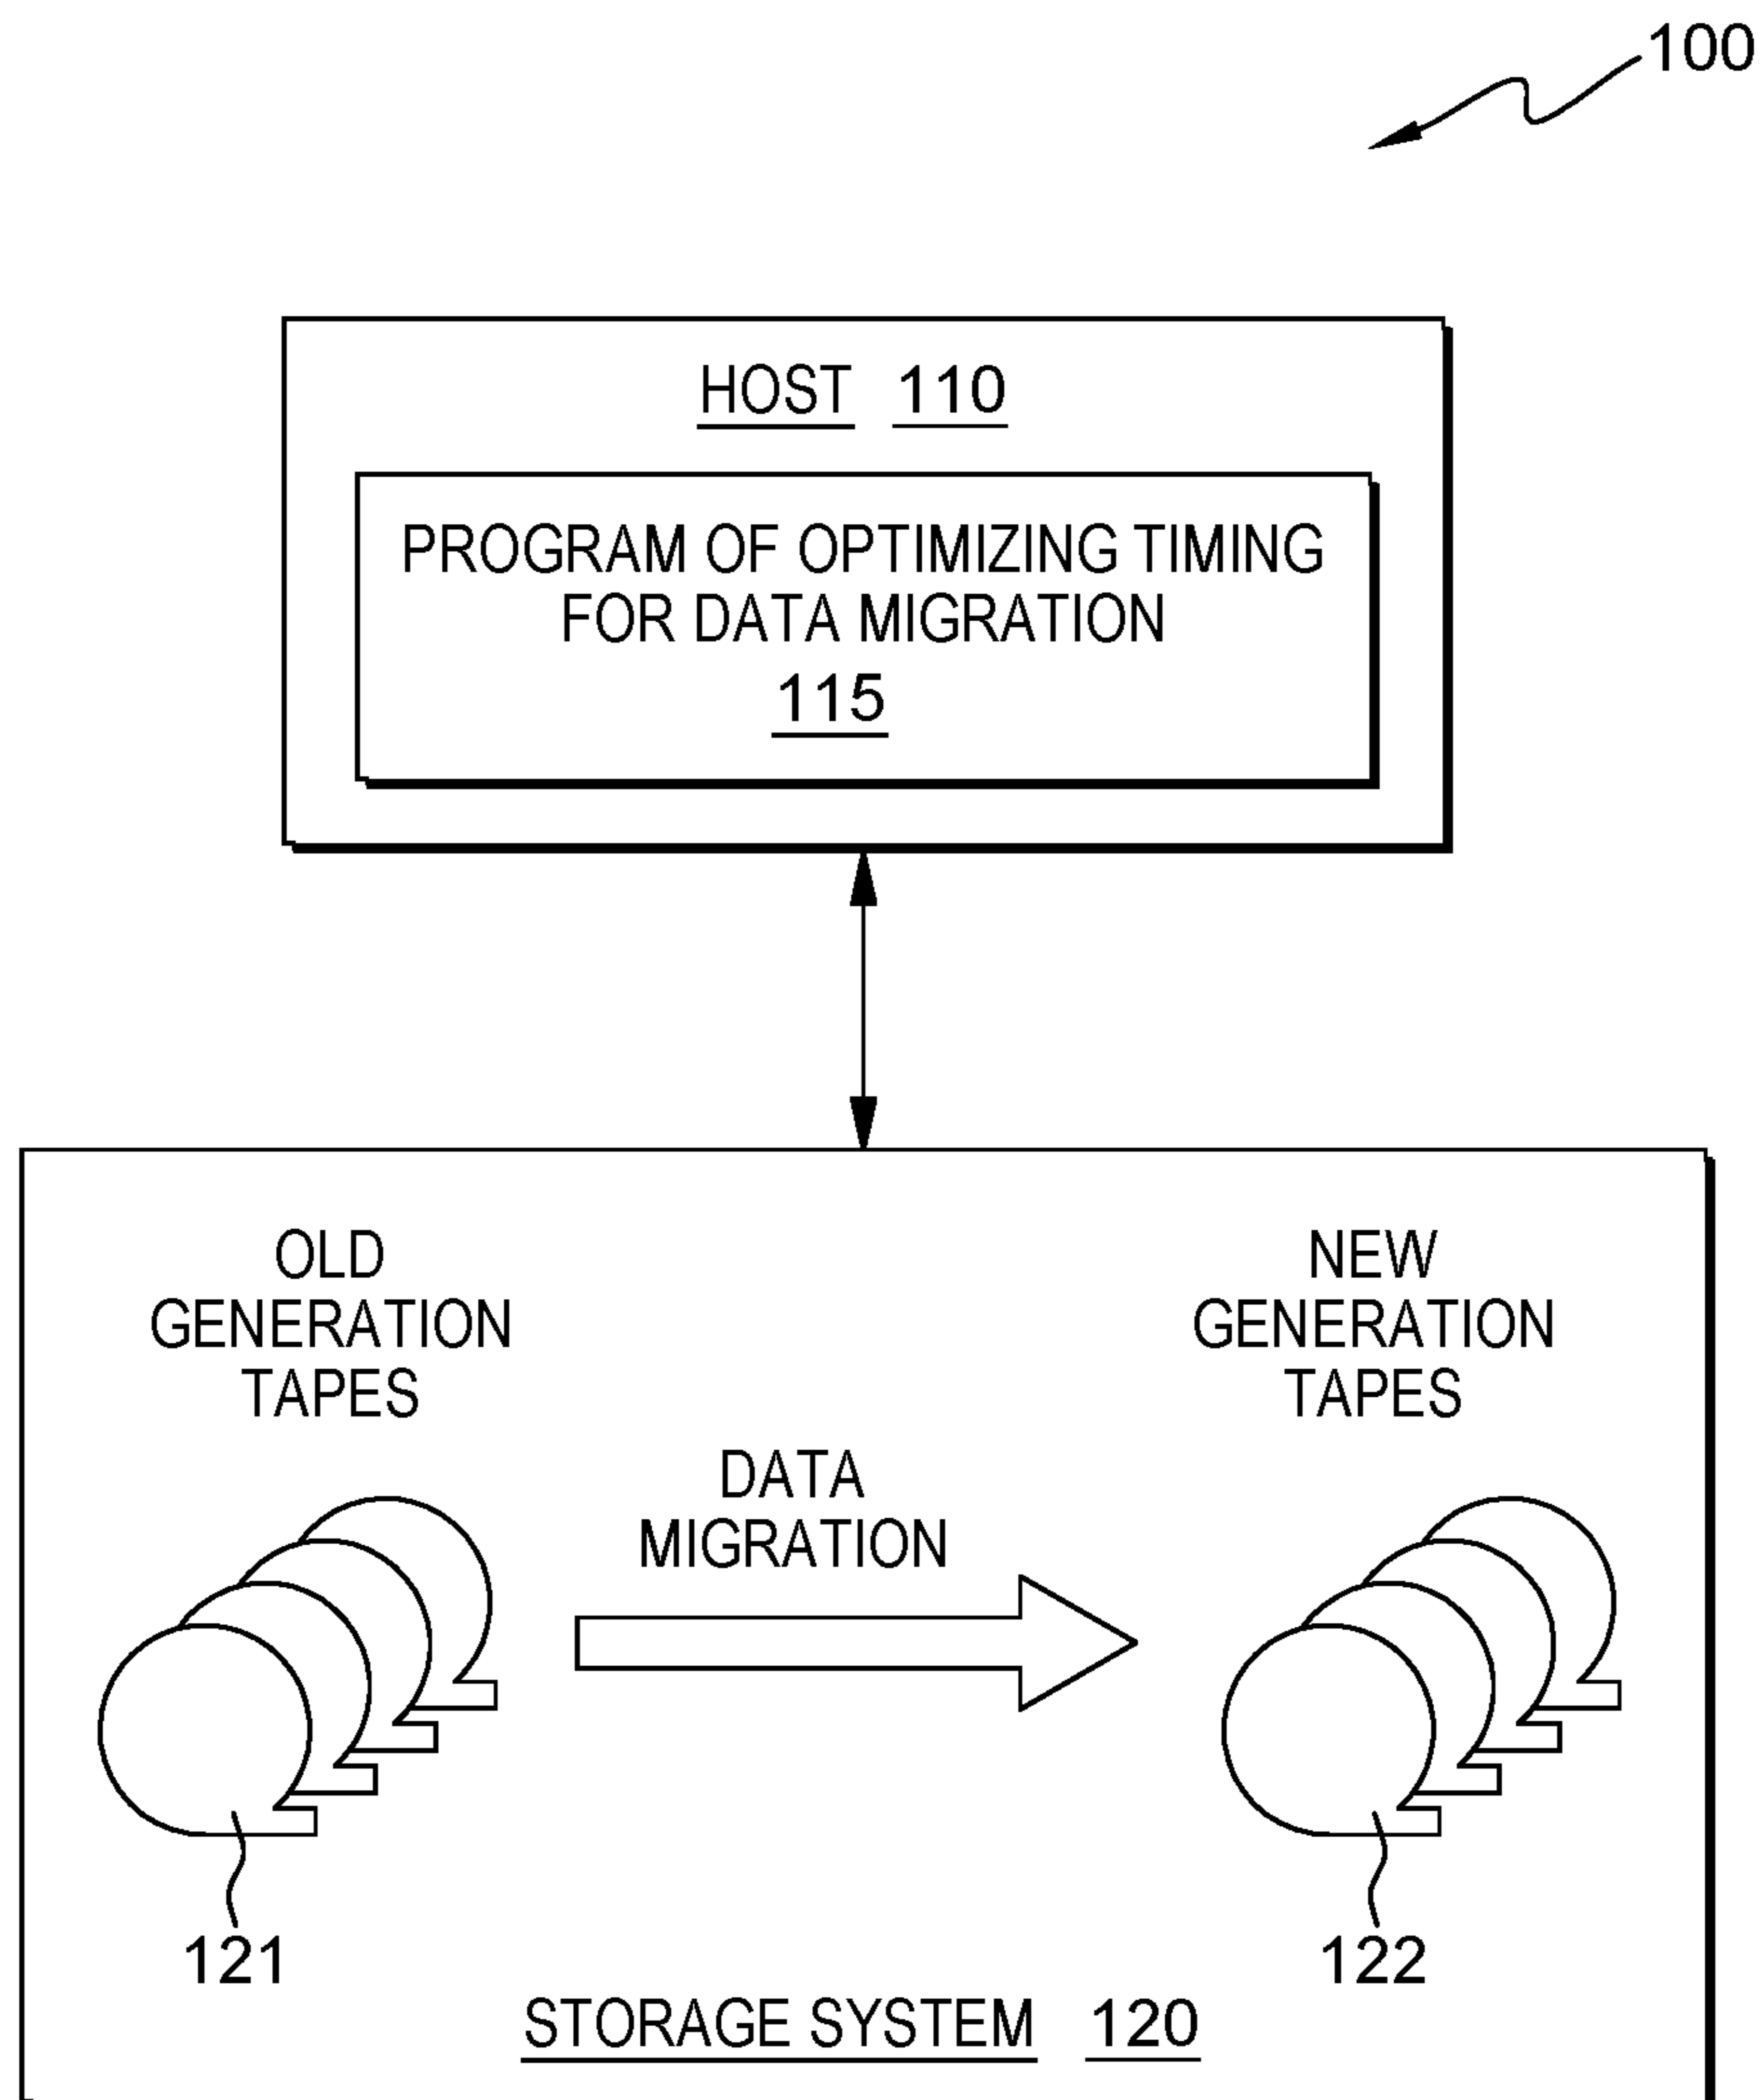 100
HOST 110
PROGRAM OF OPTIMIZING TIMING
FOR DATA MIGRATION
115
OLD
GENERATION
TAPES
NEW
GENERATION
TAPES
DATA
MIGRATION
121
122
STORAGE SYSTEM 120